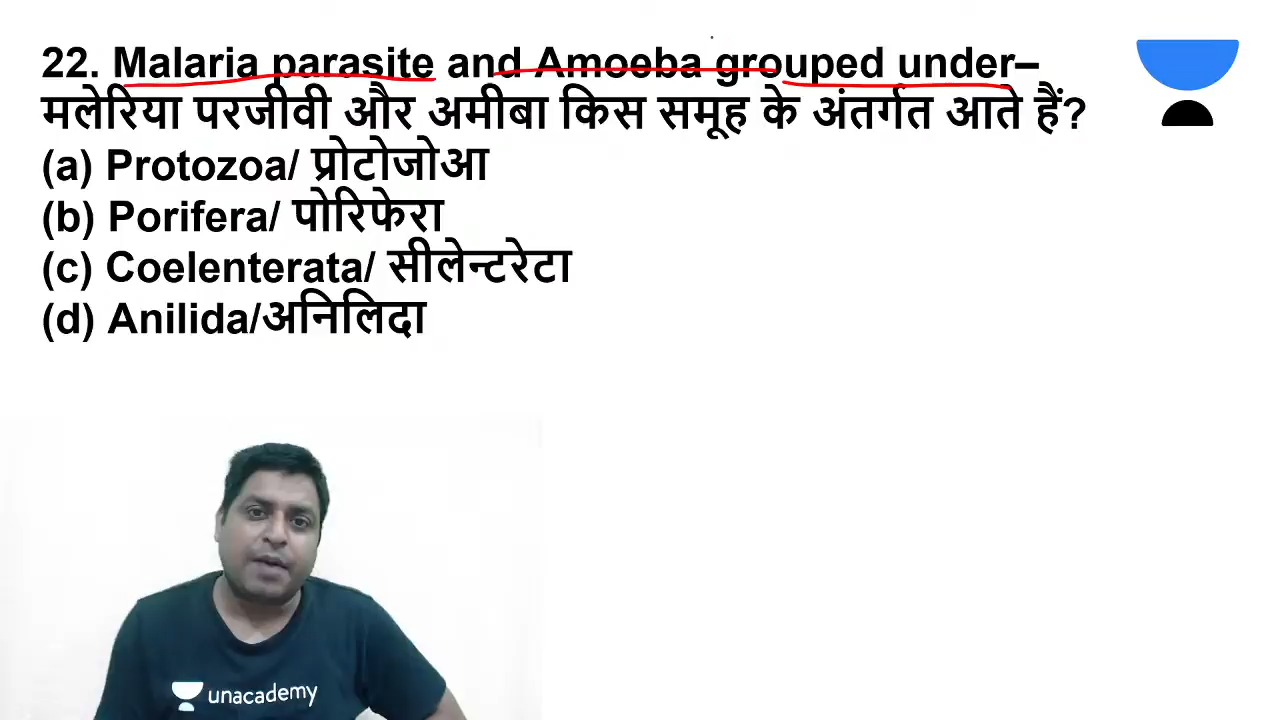 22. Malaria parasite and Amoeba grouped under–
मलेरिया परजीवी और अमीबा किस समूह के अंतर्गत आते हैं?
(a) Protozoa/ प्रोटोजोआ
(b) Porifera/ पोरिफेरा
(c) Coelenterata/ सीलेन्टरेटा
(d) Anilida/अनिलिदा
unacademy